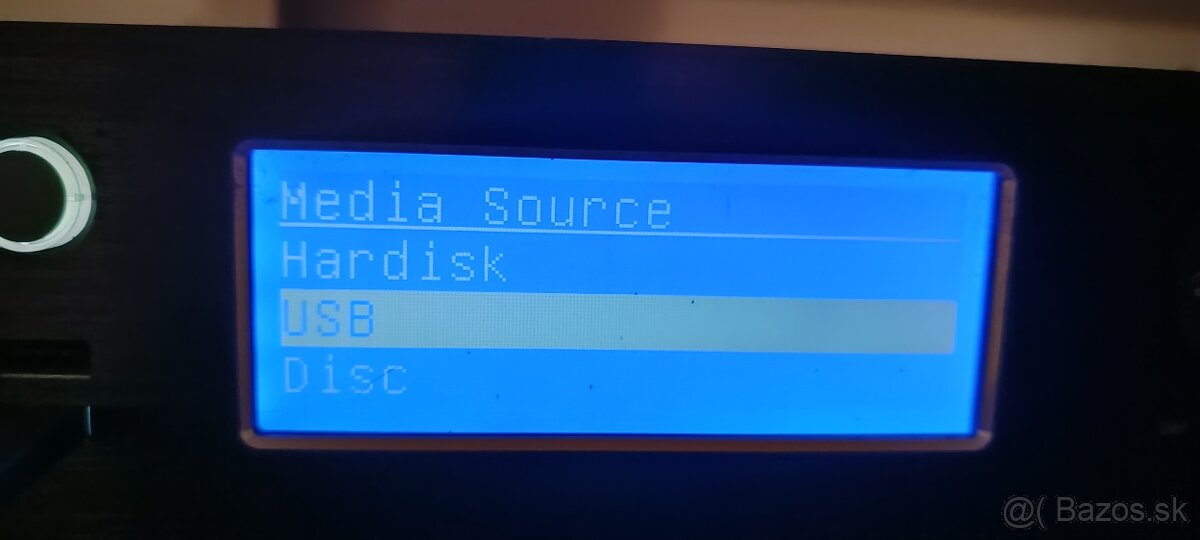 Media Source
Hardisk
USB
Disc
@( Bazos.sk